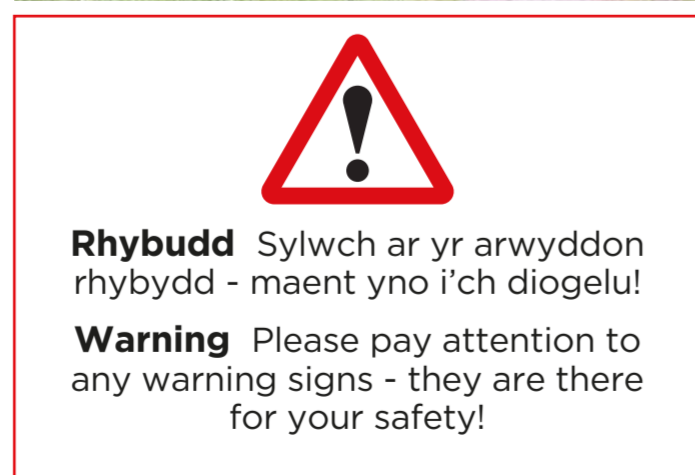 Rhybudd Sylwch ar yr arwyddon
rhybydd - maent yno i'ch diogelu!
Warning Please pay attention to
any warning signs - they are there
for your safety!